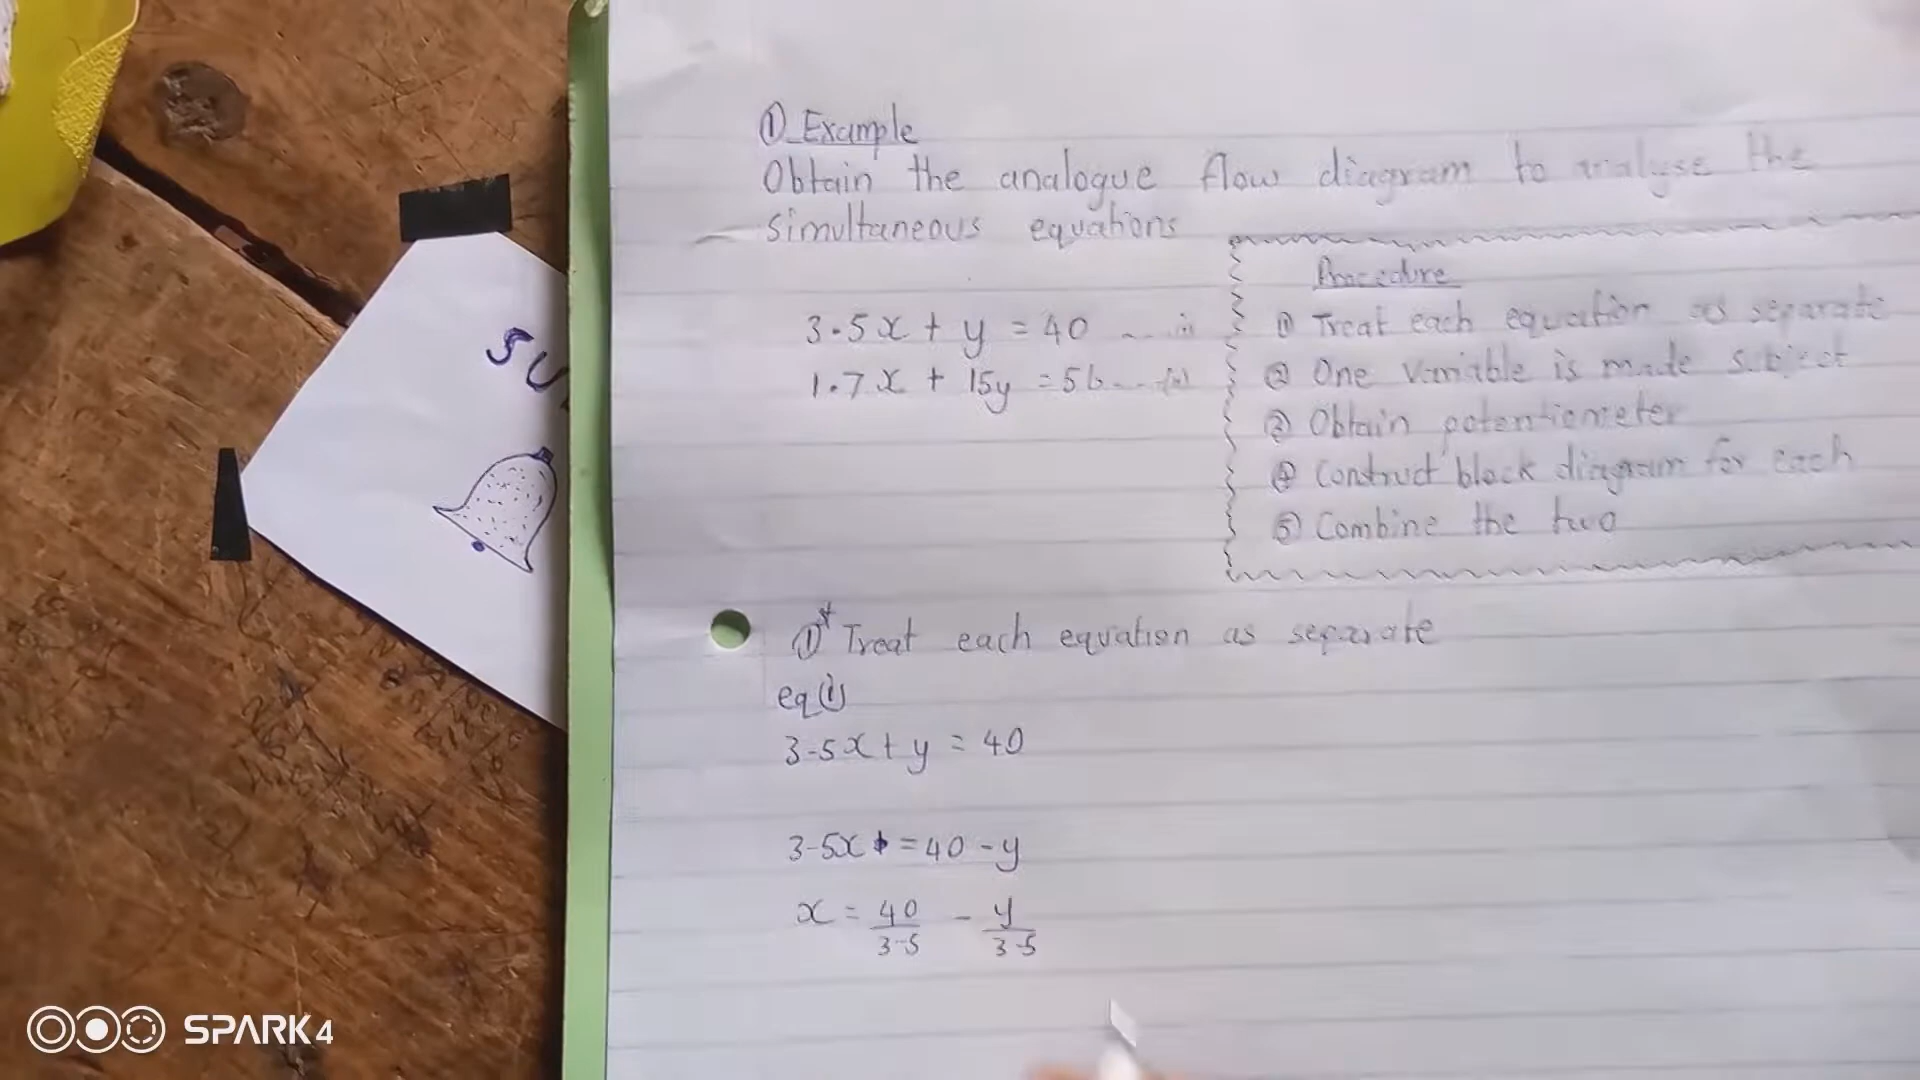 ① Example
Obtain the analogue flow diagram to analyse the
simultaneous equations
3.5x + y = 40 .... (i)
1.7x + 15y = 56 .... (ii)
Procedure
① Treat each equation as separate
② One variable is made subject
③ Obtain potentiometer
④ Construct block diagram for each
⑤ Combine the two
①* Treat each equation as separate
eq(i)
3.5x + y = 40
3.5x = 40 - y
x = 40/3.5 - y/3.5
SU
SPARK 4